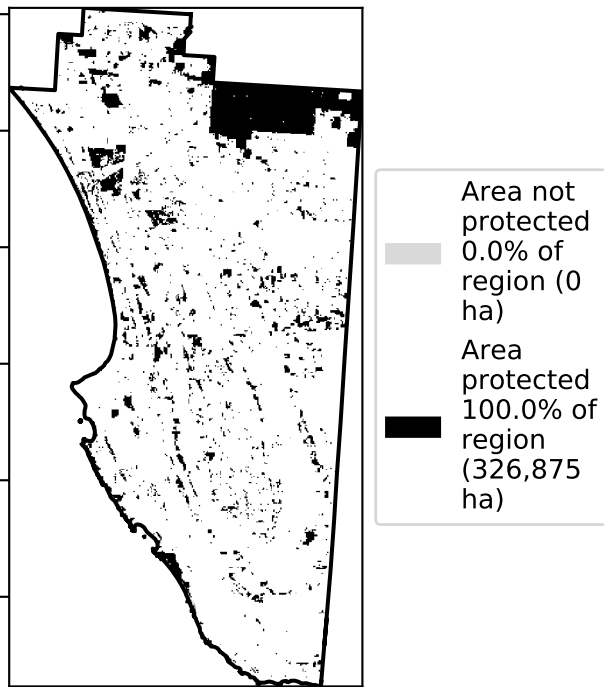 Area not
protected
0.0% of
region (0
ha)
Area
protected
100.0% of
region
(326,875
ha)